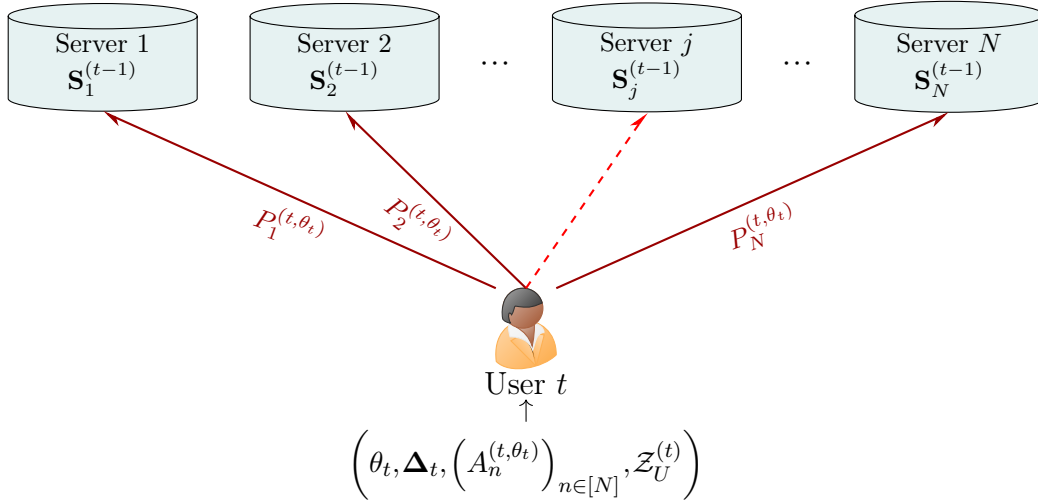 Server 1 Server 2 ... Server j ... Server N
S_1^{(t−1)} S_2^{(t−1)} S_j^{(t−1)} S_N^{(t−1)}
P_1^{(t,θ_t)} P_2^{(t,θ_t)} P_N^{(t,θ_t)}
User t
↑
(θ_t, Δ_t, (A_n^{(t,θ_t)})_{n∈[N]}, 𝒵_U^{(t)})